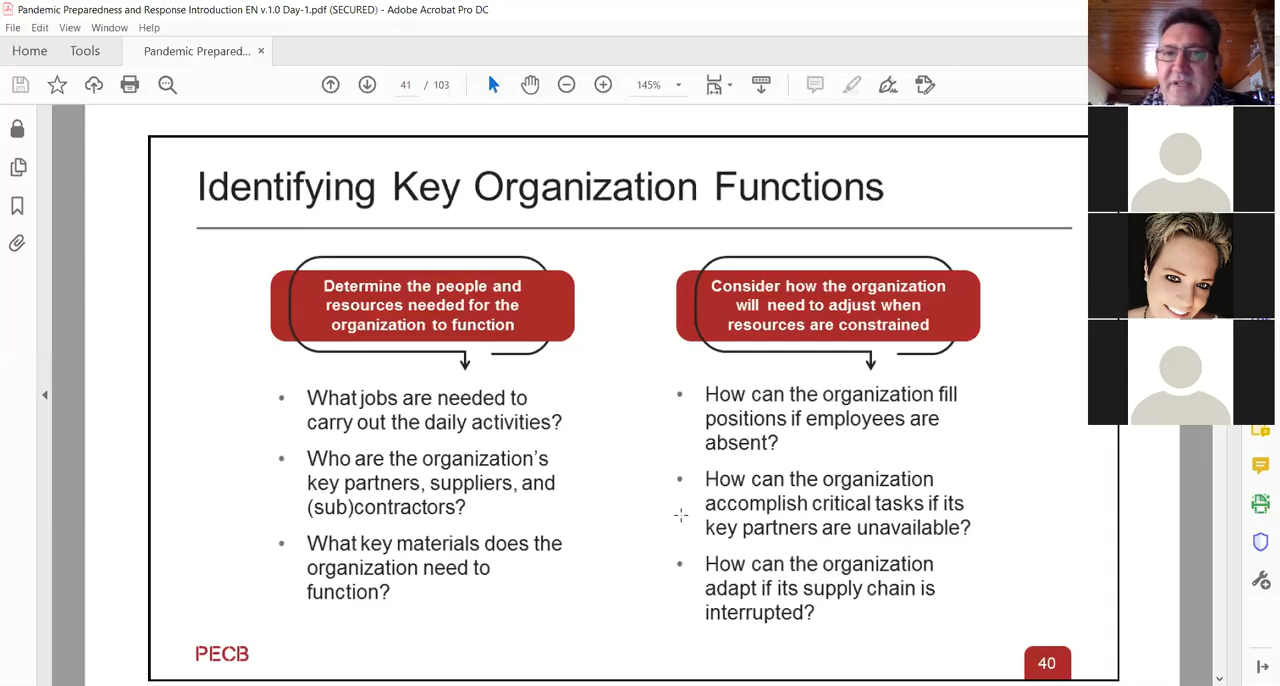 Pandemic Preparedness and Response Introduction EN v.1.0 Day-1.pdf (SECURED) - Adobe Acrobat Pro DC
File Edit View Window Help
Home Tools Pandemic Prepared... ×
41 / 103 145%
Identifying Key Organization Functions
Determine the people and
resources needed for the
organization to function
• What jobs are needed to
carry out the daily activities?
• Who are the organization's
key partners, suppliers, and
(sub)contractors?
• What key materials does the
organization need to
function?
Consider how the organization
will need to adjust when
resources are constrained
• How can the organization fill
positions if employees are
absent?
• How can the organization
accomplish critical tasks if its
key partners are unavailable?
• How can the organization
adapt if its supply chain is
interrupted?
PECB
40